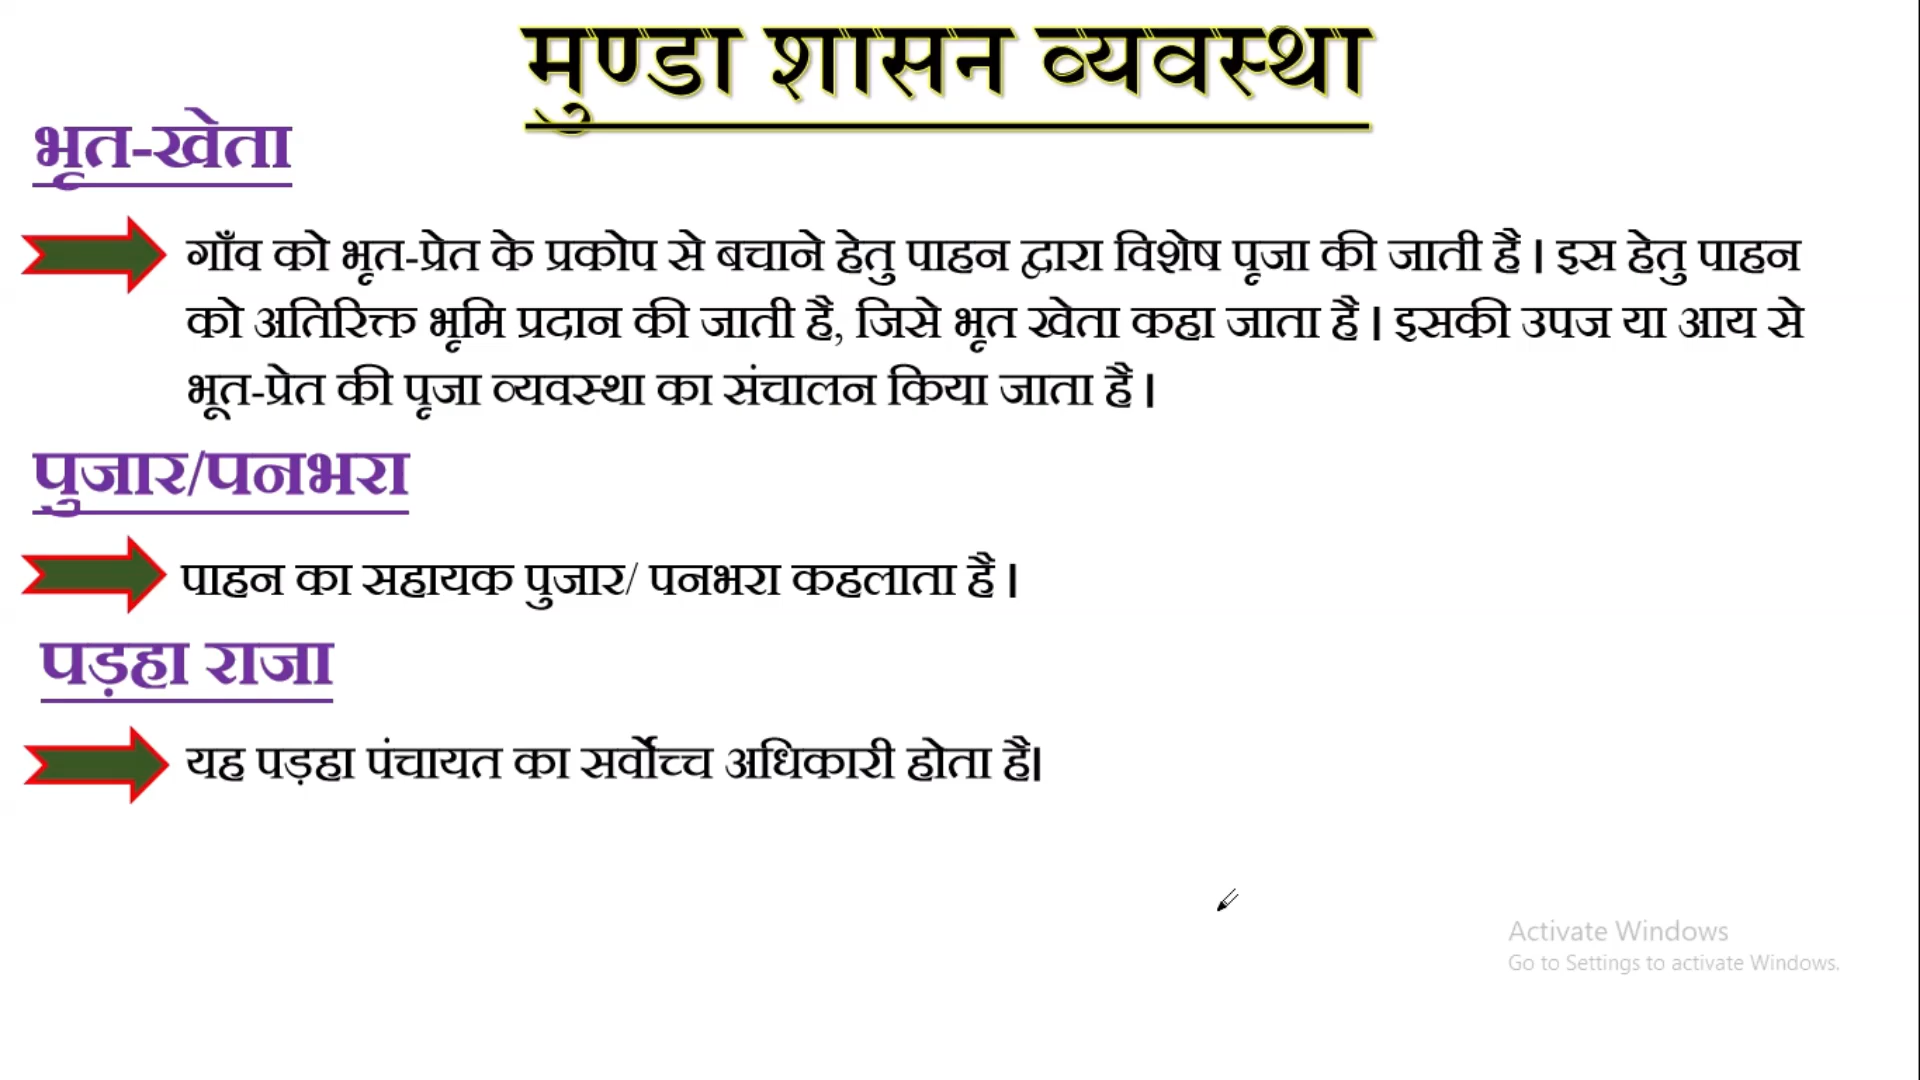 मुण्डा शासन व्यवस्था
भूत-खेता
गाँव को भूत-प्रेत के प्रकोप से बचाने हेतु पाहन द्वारा विशेष पूजा की जाती है । इस हेतु पाहन
को अतिरिक्त भूमि प्रदान की जाती है, जिसे भूत खेता कहा जाता है । इसकी उपज या आय से
भूत-प्रेत की पूजा व्यवस्था का संचालन किया जाता है ।
पुजार/पनभरा
पाहन का सहायक पुजार/ पनभरा कहलाता है ।
पड़हा राजा
यह पड़हा पंचायत का सर्वोच्च अधिकारी होता है।
Activate Windows
Go to Settings to activate Windows.